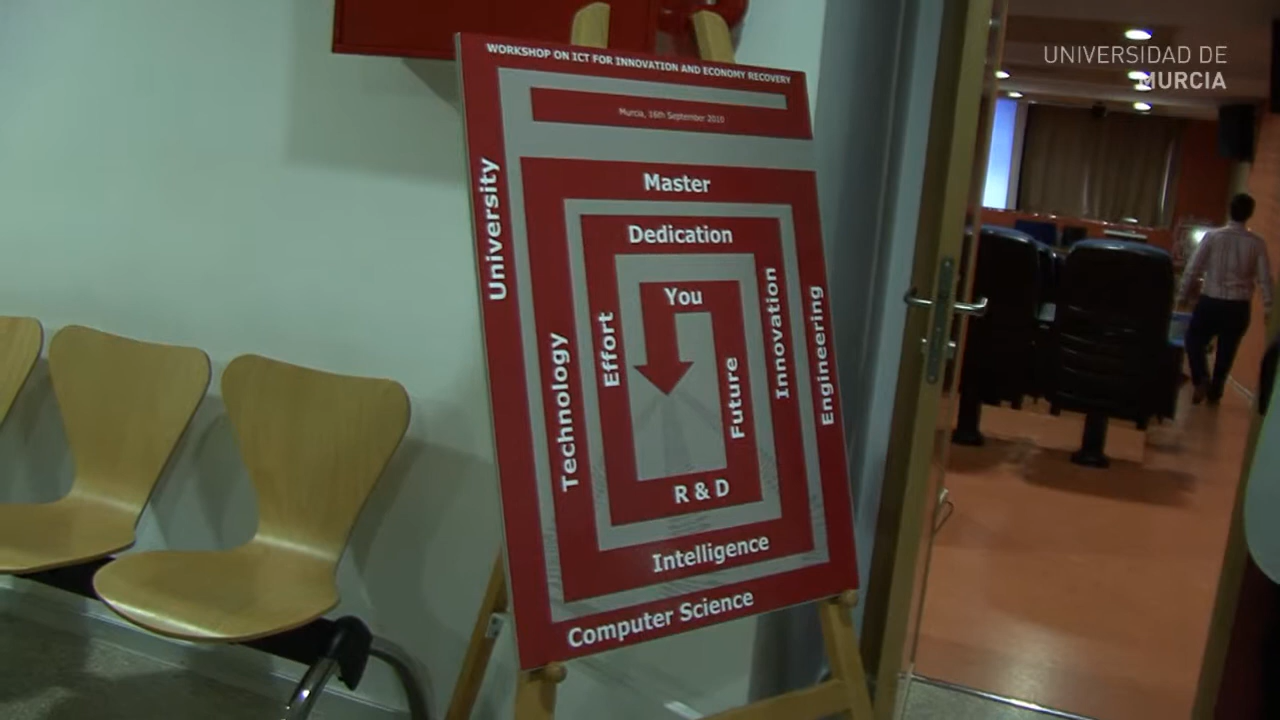 UNIVERSIDAD DE
MURCIA
WORKSHOP ON ICT FOR INNOVATION AND ECONOMY RECOVERY
Murcia, 16th September 2010
University
Master
Technology
Dedication
Effort
You
Future
Innovation
Engineering
R & D
Intelligence
Computer Science